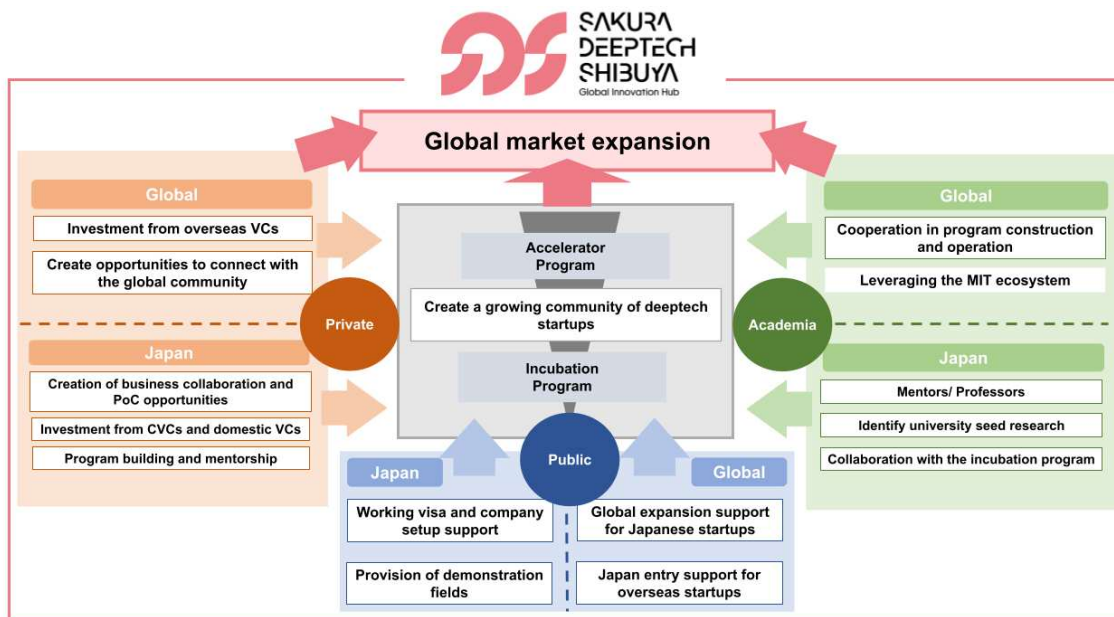 SAKURA
DEEPTECH
SHIBUYA
Global Innovation Hub
Global market expansion
Global
Investment from overseas VCs
Create opportunities to connect with
the global community
Private
Japan
Creation of business collaboration and
PoC opportunities
Investment from CVCs and domestic VCs
Program building and mentorship
Accelerator
Program
Create a growing community of deeptech
startups
Incubation
Program
Global
Cooperation in program construction
and operation
Leveraging the MIT ecosystem
Academia
Japan
Mentors/ Professors
Identify university seed research
Collaboration with the incubation program
Public
Japan
Working visa and company
setup support
Provision of demonstration
fields
Global
Global expansion support
for Japanese startups
Japan entry support for
overseas startups